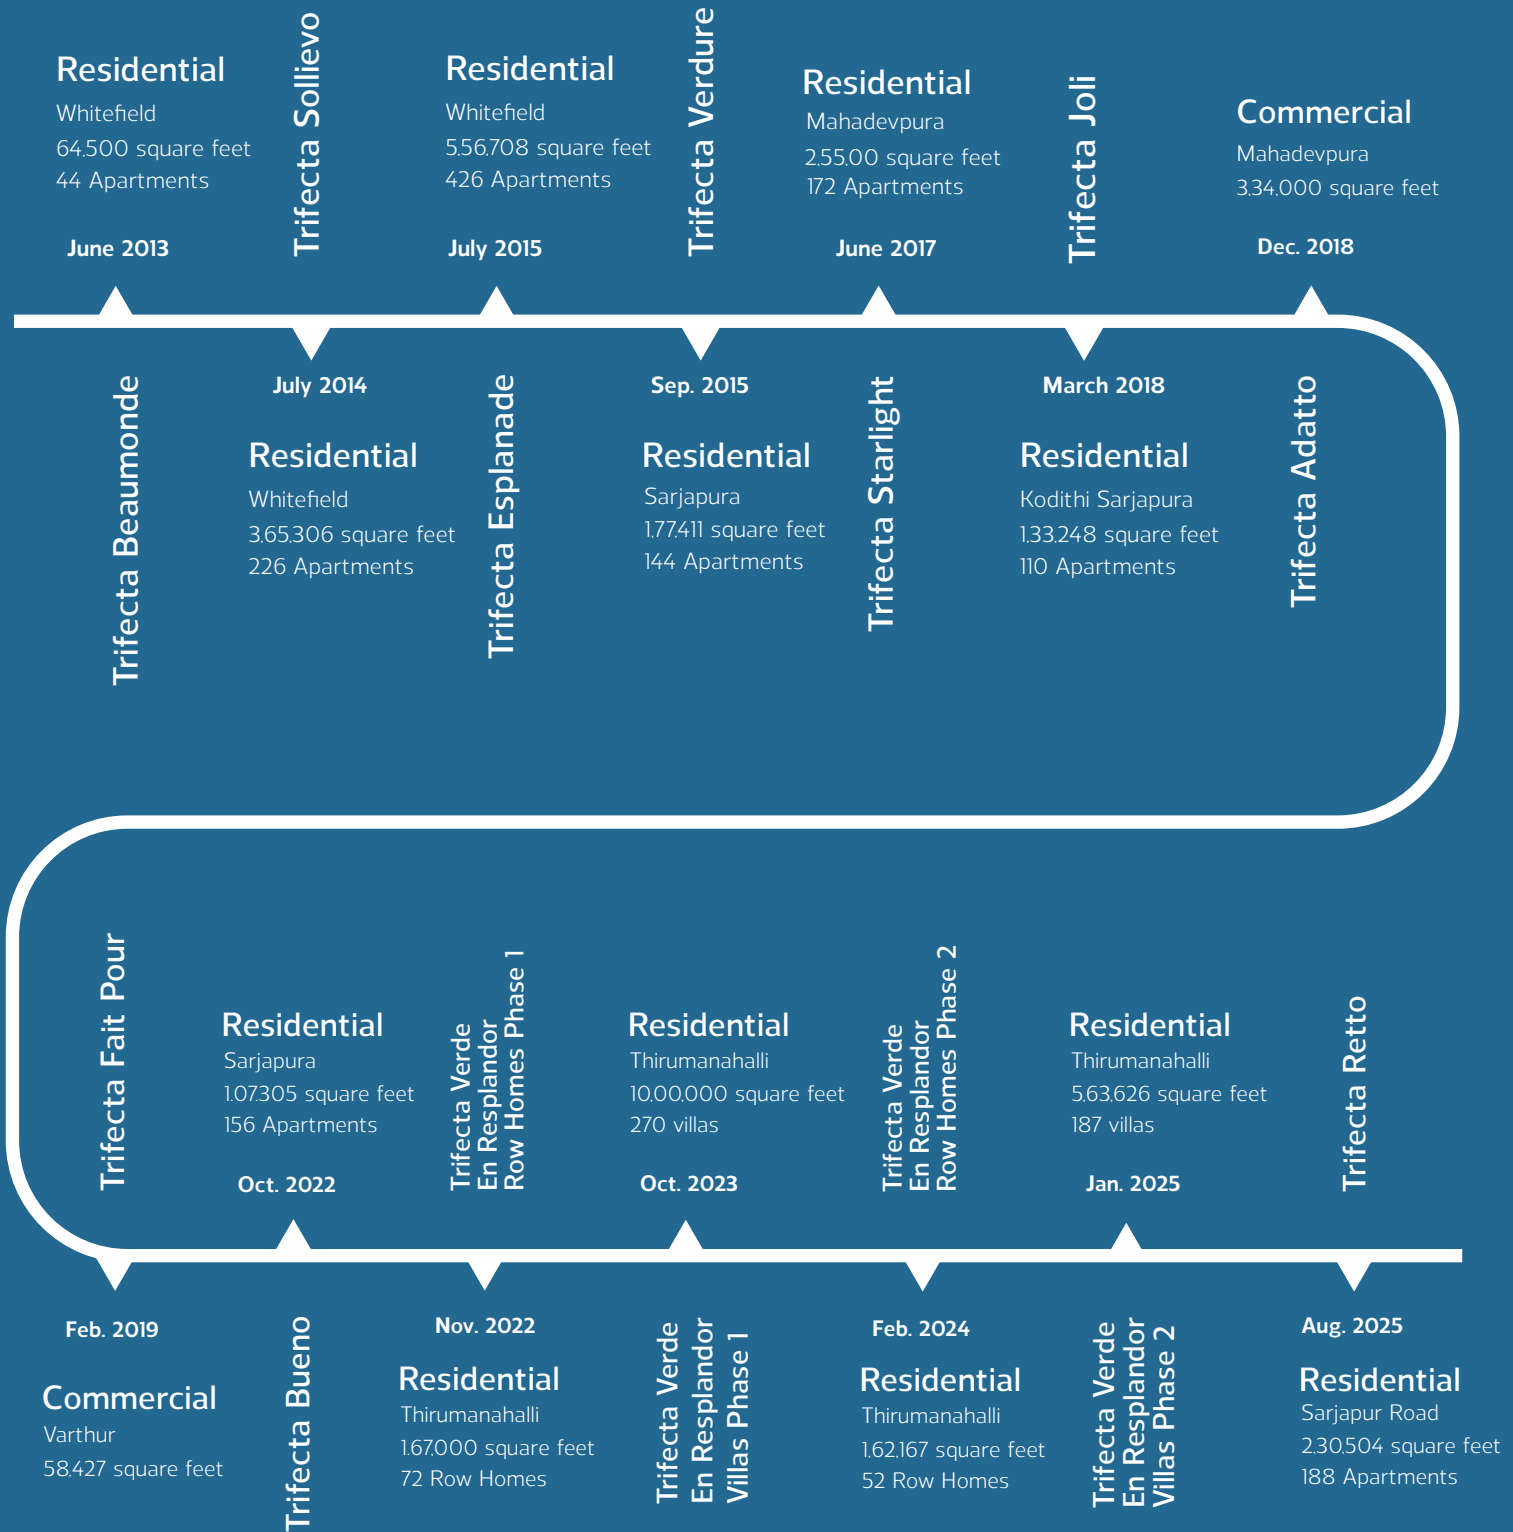 Residential
Whitefield
64,500 square feet
44 Apartments
June 2013
Trifecta Beaumonde
Trifecta Sollievo
July 2014
Residential
Whitefield
3,65,306 square feet
226 Apartments
Residential
Whitefield
5,56,708 square feet
426 Apartments
July 2015
Trifecta Esplanade
Trifecta Verdure
Sep. 2015
Residential
Sarjapura
1,77,411 square feet
144 Apartments
Residential
Mahadevpura
2,55,00 square feet
172 Apartments
June 2017
Trifecta Starlight
Trifecta Joli
March 2018
Residential
Kodithi Sarjapura
1,33,248 square feet
110 Apartments
Commercial
Mahadevpura
3,34,000 square feet
Dec. 2018
Trifecta Adatto
Trifecta Fait Pour
Feb. 2019
Commercial
Varthur
58,427 square feet
Residential
Sarjapura
1,07,305 square feet
156 Apartments
Oct. 2022
Trifecta Bueno
Trifecta Verde
En Resplandor
Row Homes Phase 1
Nov. 2022
Residential
Thirumanahalli
1,67,000 square feet
72 Row Homes
Residential
Thirumanahalli
10,00,000 square feet
270 villas
Oct. 2023
Trifecta Verde
En Resplandor
Villas Phase 1
Trifecta Verde
En Resplandor
Row Homes Phase 2
Feb. 2024
Residential
Thirumanahalli
1,62,167 square feet
52 Row Homes
Residential
Thirumanahalli
5,63,626 square feet
187 villas
Jan. 2025
Trifecta Verde
En Resplandor
Villas Phase 2
Trifecta Retto
Aug. 2025
Residential
Sarjapur Road
2,30,504 square feet
188 Apartments